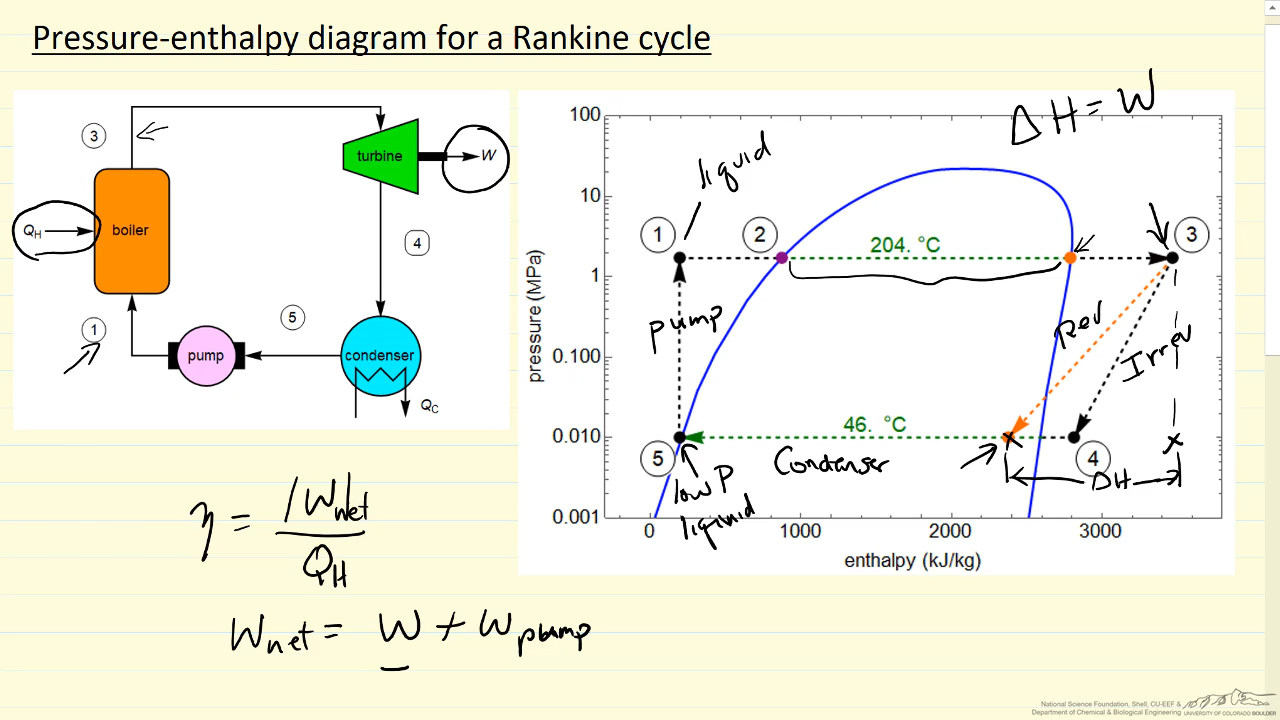 Pressure-enthalpy diagram for a Rankine cycle
3
turbine
W
Q_H
boiler
4
1
5
pump
condenser
Q_C
ΔH = W
100
10
1
0.100
0.010
0.001
pressure (MPa)
liquid
1
2
204. °C
3
pump
Rev
Irrev
46. °C
5
Condenser
4
ΔH
low P
liquid
0
1000
2000
3000
enthalpy (kJ/kg)
η = |W_net| / Q_H
W_net = W + W_pump
National Science Foundation, Shell, CU-EEF &
Department of Chemical & Biological Engineering
UNIVERSITY OF COLORADO BOULDER